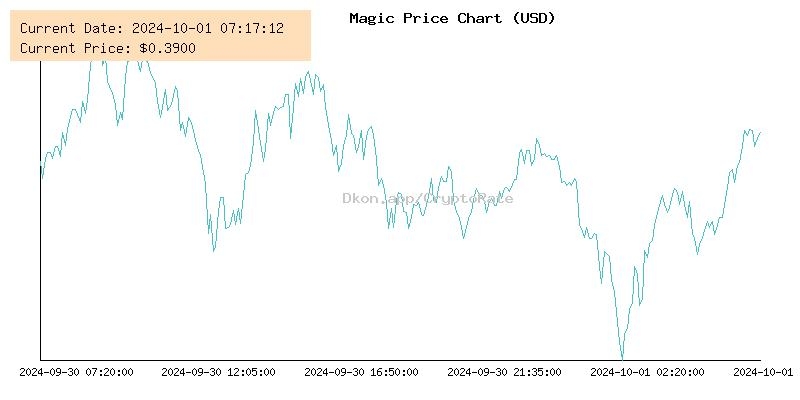 Magic Price Chart (USD)
Current Date: 2024-10-01 07:17:12
Current Price: $0.3900
Dkon.app/CryptoRate
2024-09-30 07:20:00 2024-09-30 12:05:00 2024-09-30 16:50:00 2024-09-30 21:35:00 2024-10-01 02:20:00 2024-10-01